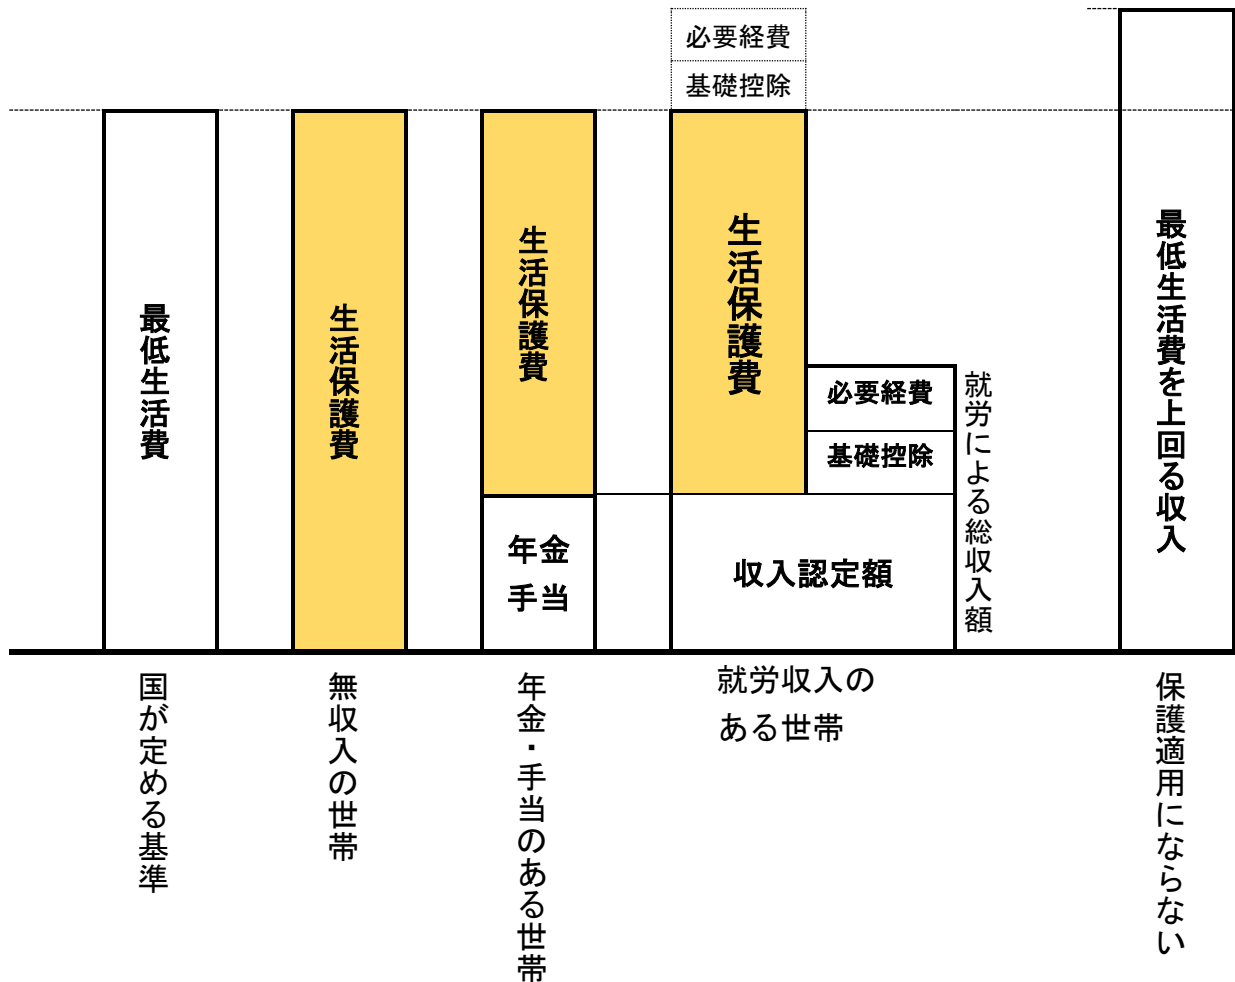 必要経費
基礎控除
最低生活費
生活保護費
生活保護費
年金
手当
生活保護費
必要経費
基礎控除
収入認定額
就労による総収入額
最低生活費を上回る収入
国が定める基準
無収入の世帯
年金・手当のある世帯
就労収入の
ある世帯
保護適用にならない